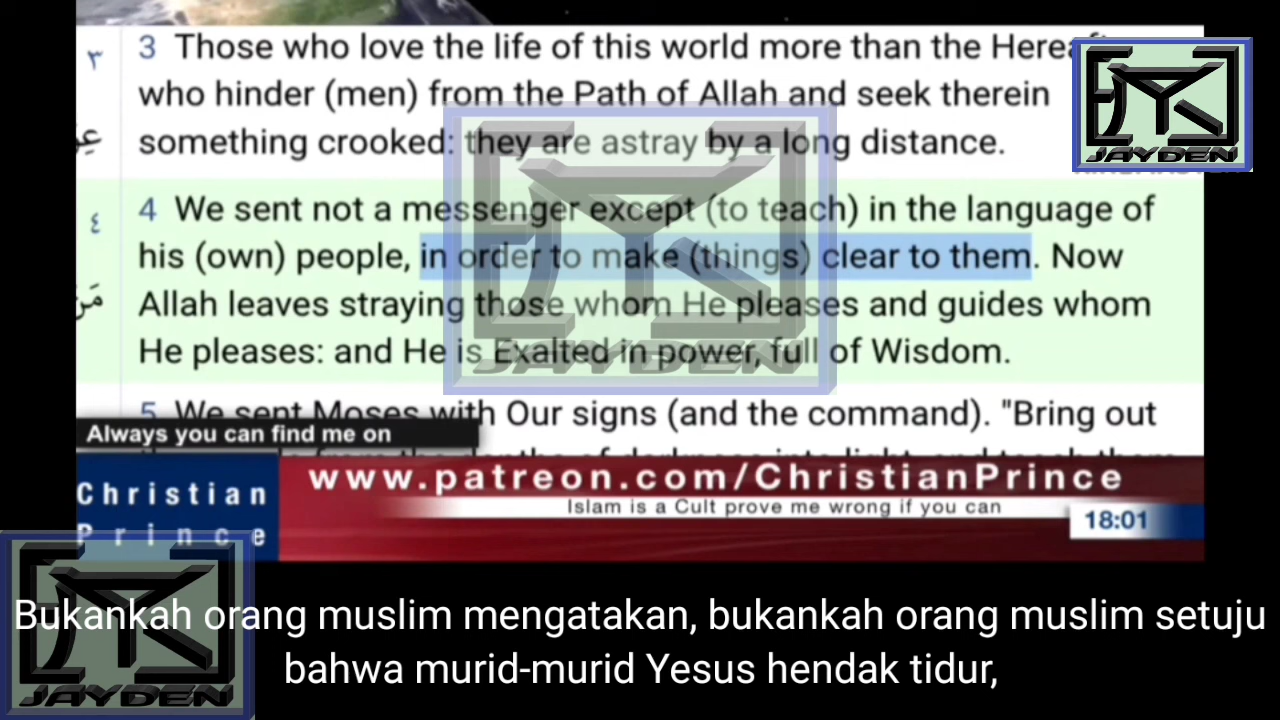 3 Those who love the life of this world more than the
who hinder (men) from the Path of Allah and seek therein
something crooked: they are astray by a long distance.
٣
4 We sent not a messenger except (to teach) in the language of
his (own) people, in order to make (things) clear to them. Now
Allah leaves straying those whom He pleases and guides whom
He pleases: and He is Exalted in power, full of Wisdom.
٤
5 We sent Moses with Our signs (and the command). "Bring out
JAYDEN
JAYDEN
Always you can find me on
www.patreon.com/ChristianPrince
Islam is a Cult prove me wrong if you can
Christian
Prince
18:01
JAYDEN
Bukankah orang muslim mengatakan, bukankah orang muslim setuju
bahwa murid-murid Yesus hendak tidur,